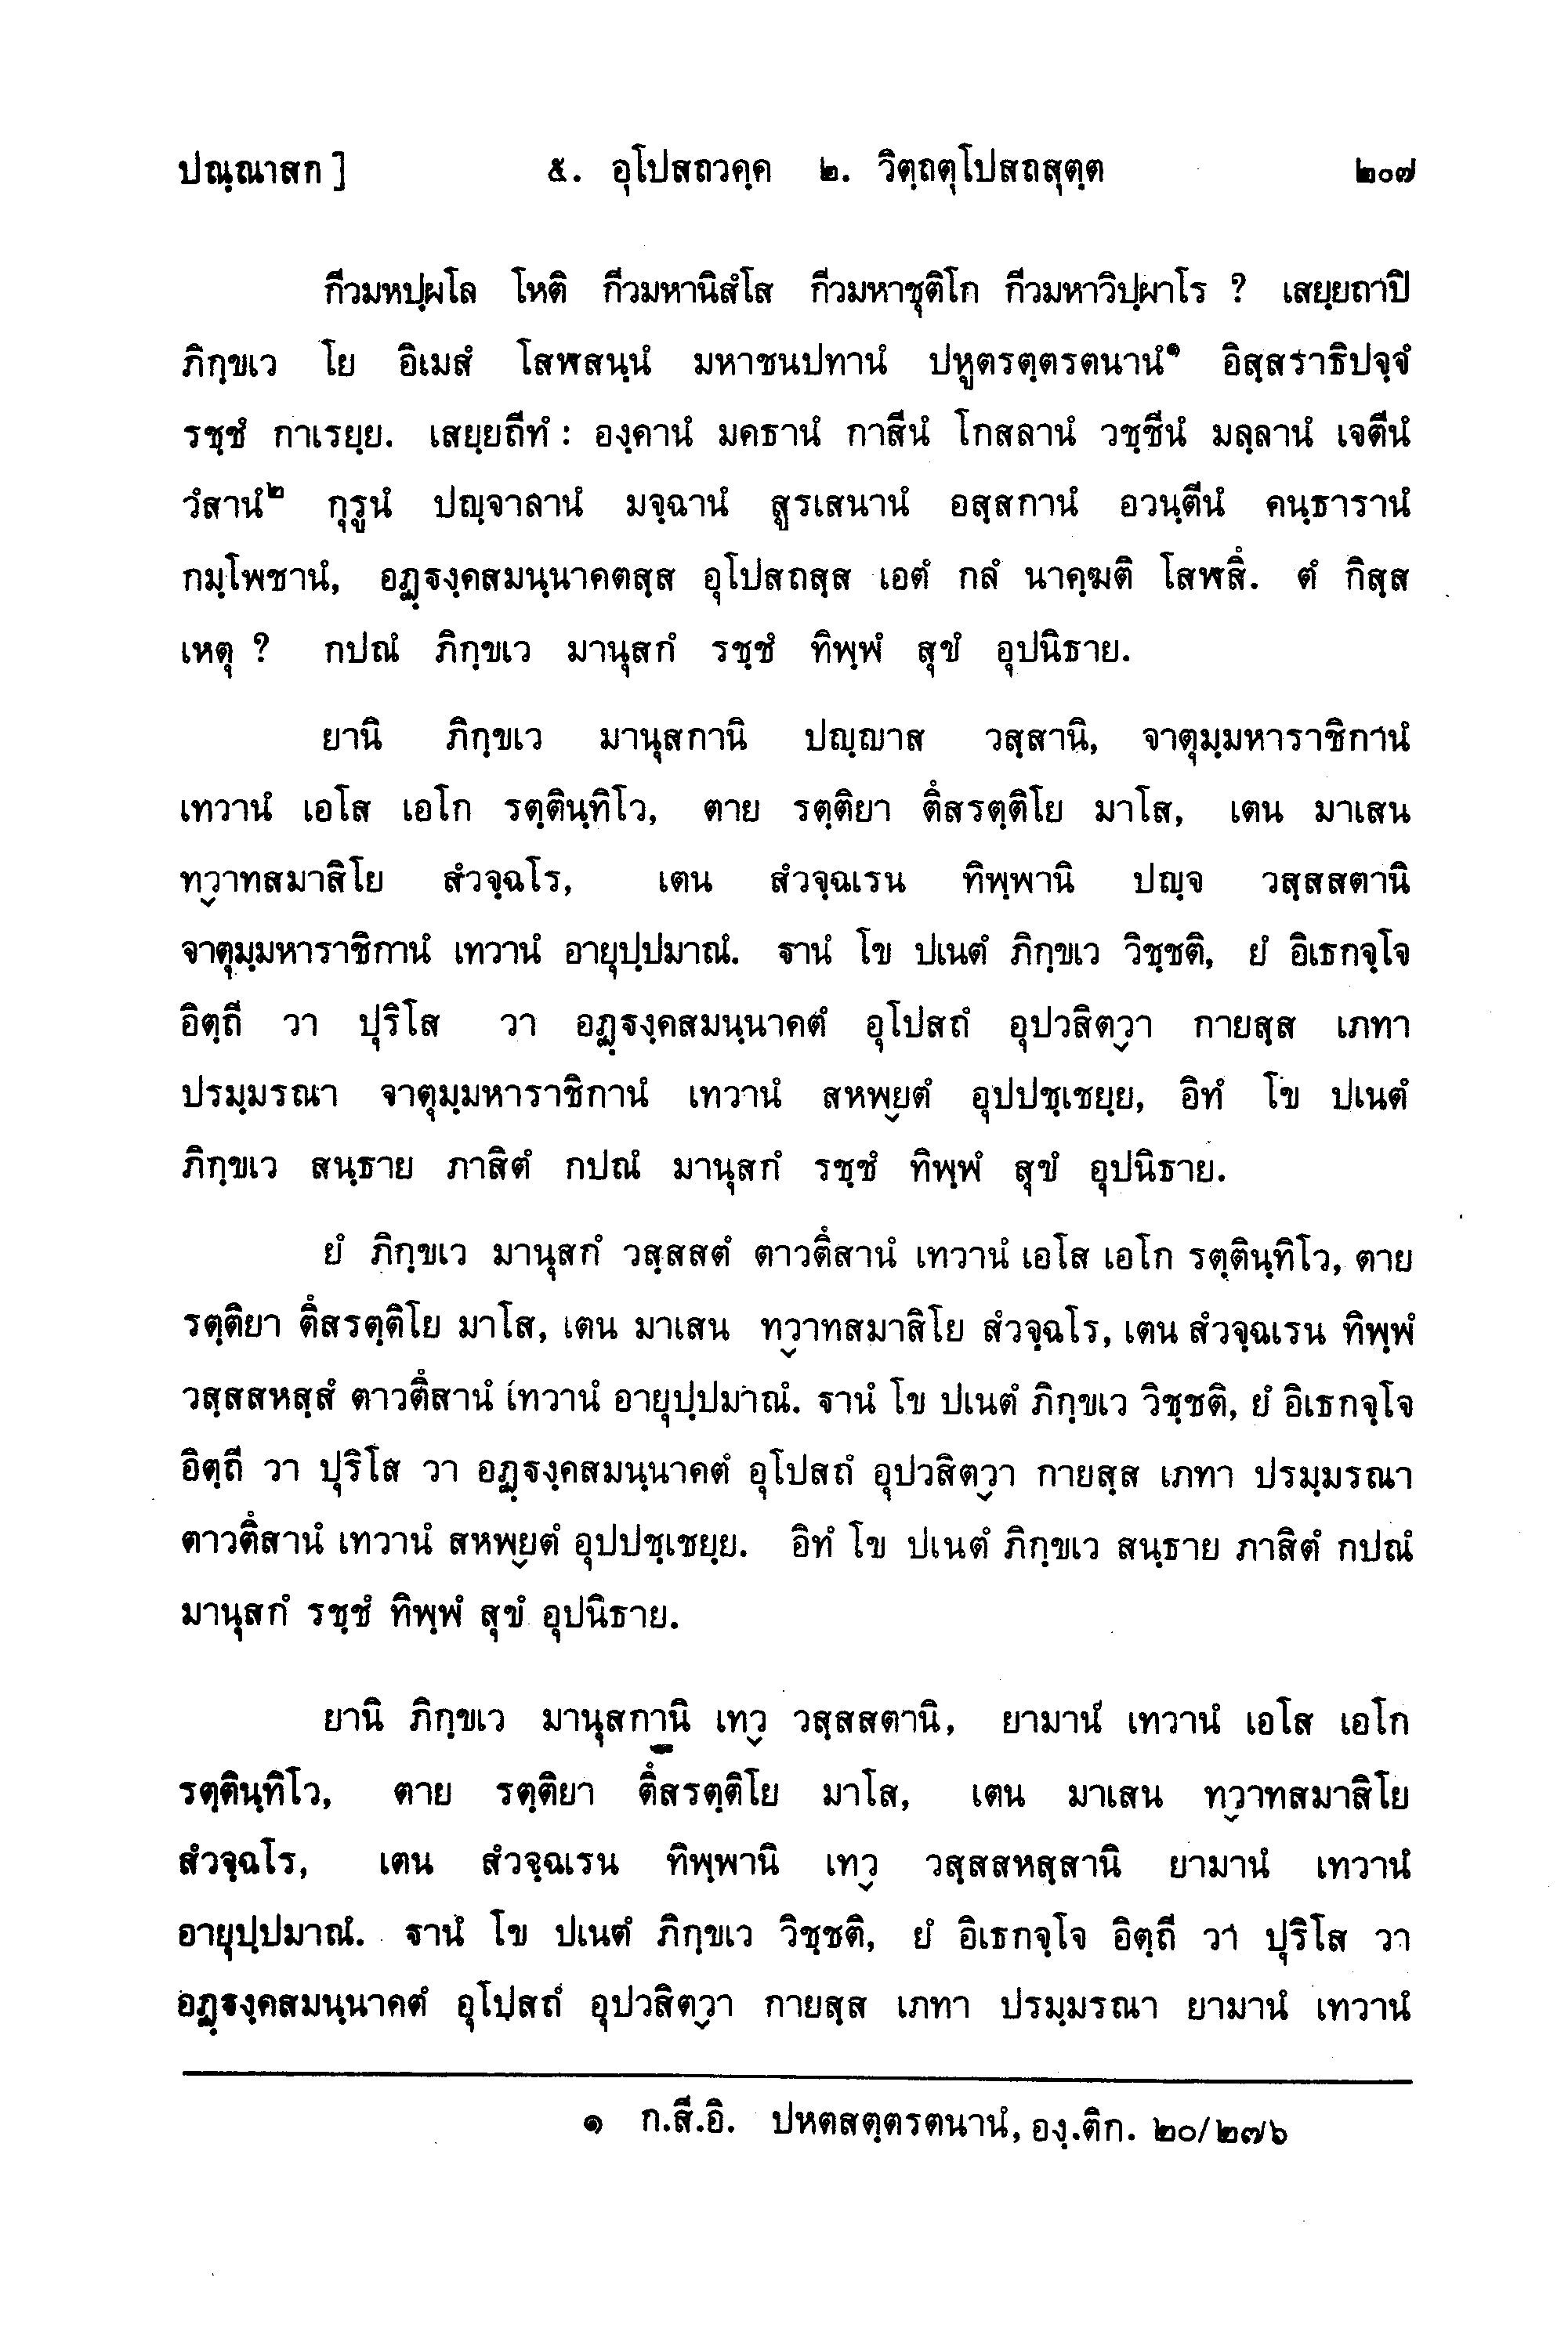 ปณฺณาสก ] ๕. อุโปสถวคฺค ๒. วิตฺถตุโปสถสุตฺต ๒๐๗
กีวมหปฺผโล โหติ กีวมหานิสํโส กีวมหาชุติโก กีวมหาวิปฺผาโร ? เสยฺยถาปิ
ภิกฺขเว โย อิเมสํ โสฬสนฺนํ มหาชนปทานํ ปหูตรตฺตรตนานํ๑ อิสฺสราธิปจฺจํ
รชฺชํ กาเรยฺย. เสยฺยถีทํ : องฺคานํ มคธานํ กาสีนํ โกสลานํ วชฺชีนํ มลฺลานํ เจตีนํ
วํสานํ๒ กุรูนํ ปญฺจาลานํ มจฺฉานํ สูรเสนานํ อสฺสกานํ อวนฺตีนํ คนฺธารานํ
กมฺโพชานํ, อฏฺฐงฺคสมนฺนาคตสฺส อุโปสถสฺส เอตํ กลํ นาคฺฆติ โสฬสึ. ตํ กิสฺส
เหตุ ? กปณํ ภิกฺขเว มานุสกํ รชฺชํ ทิพฺพํ สุขํ อุปนิธาย.
ยานิ ภิกฺขเว มานุสกานิ ปญฺญาส วสฺสานิ, จาตุมฺมหาราชิกานํ
เทวานํ เอโส เอโก รตฺตินฺทิโว, ตาย รตฺติยา ตึสรตฺติโย มาโส, เตน มาเสน
ทฺวาทสมาสิโย สํวจฺฉโร, เตน สํวจฺฉเรน ทิพฺพานิ ปญฺจ วสฺสสตานิ
จาตุมฺมหาราชิกานํ เทวานํ อายุปฺปมาณํ. ฐานํ โข ปเนตํ ภิกฺขเว วิชฺชติ, ยํ อิเธกจฺโจ
อิตฺถี วา ปุริโส วา อฏฺฐงฺคสมนฺนาคตํ อุโปสถํ อุปวสิตฺวา กายสฺส เภทา
ปรมฺมรณา จาตุมฺมหาราชิกานํ เทวานํ สหพฺยตํ อุปปชฺเชยฺย, อิทํ โข ปเนตํ
ภิกฺขเว สนฺธาย ภาสิตํ กปณํ มานุสกํ รชฺชํ ทิพฺพํ สุขํ อุปนิธาย.
ยํ ภิกฺขเว มานุสกํ วสฺสสตํ ตาวตึสานํ เทวานํ เอโส เอโก รตฺตินฺทิโว, ตาย
รตฺติยา ตึสรตฺติโย มาโส, เตน มาเสน ทฺวาทสมาสิโย สํวจฺฉโร, เตน สํวจฺฉเรน ทิพฺพํ
วสฺสสหสฺสํ ตาวตึสานํ เทวานํ อายุปฺปมาณํ. ฐานํ โข ปเนตํ ภิกฺขเว วิชฺชติ, ยํ อิเธกจฺโจ
อิตฺถี วา ปุริโส วา อฏฺฐงฺคสมนฺนาคตํ อุโปสถํ อุปวสิตฺวา กายสฺส เภทา ปรมฺมรณา
ตาวตึสานํ เทวานํ สหพฺยตํ อุปปชฺเชยฺย. อิทํ โข ปเนตํ ภิกฺขเว สนฺธาย ภาสิตํ กปณํ
มานุสกํ รชฺชํ ทิพฺพํ สุขํ อุปนิธาย.
ยานิ ภิกฺขเว มานุสกานิ เทฺว วสฺสสตานิ, ยามานํ เทวานํ เอโส เอโก
รตฺตินฺทิโว, ตาย รตฺติยา ตึสรตฺติโย มาโส, เตน มาเสน ทฺวาทสมาสิโย
สํวจฺฉโร, เตน สํวจฺฉเรน ทิพฺพานิ เทฺว วสฺสสหสฺสานิ ยามานํ เทวานํ
อายุปฺปมาณํ. ฐานํ โข ปเนตํ ภิกฺขเว วิชฺชติ, ยํ อิเธกจฺโจ อิตฺถี วา ปุริโส วา
อฏฺฐงฺคสมนฺนาคตํ อุโปสถํ อุปวสิตฺวา กายสฺส เภทา ปรมฺมรณา ยามานํ เทวานํ
๑ ก.สี.อิ. ปหตสตฺตรตนานํ, องฺ.ติก. ๒๐/๒๗๖